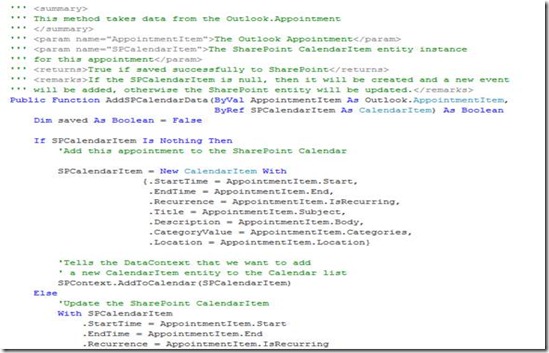 ''' <summary>
''' This method takes data from the Outlook.Appointment
''' </summary>
''' <param name="AppointmentItem">The Outlook Appointment</param>
''' <param name="SPCalendarItem">The SharePoint CalendarItem entity instance
''' for this appointment</param>
''' <returns>True if saved successfully to SharePoint</returns>
''' <remarks>If the SPCalendarItem is null, then it will be created and a new event
''' will be added, otherwise the SharePoint entity will be updated.</remarks>
Public Function AddSPCalendarData(ByVal AppointmentItem As Outlook.AppointmentItem,
ByRef SPCalendarItem As CalendarItem) As Boolean
Dim saved As Boolean = False
If SPCalendarItem Is Nothing Then
'Add this appointment to the SharePoint Calendar
SPCalendarItem = New CalendarItem With
{.StartTime = AppointmentItem.Start,
.EndTime = AppointmentItem.End,
.Recurrence = AppointmentItem.IsRecurring,
.Title = AppointmentItem.Subject,
.Description = AppointmentItem.Body,
.CategoryValue = AppointmentItem.Categories,
.Location = AppointmentItem.Location}
'Tells the DataContext that we want to add
' a new CalendarItem entity to the Calendar list
SPContext.AddToCalendar(SPCalendarItem)
Else
'Update the SharePoint CalendarItem
With SPCalendarItem
.StartTime = AppointmentItem.Start
.EndTime = AppointmentItem.End
.Recurrence = AppointmentItem.IsRecurring